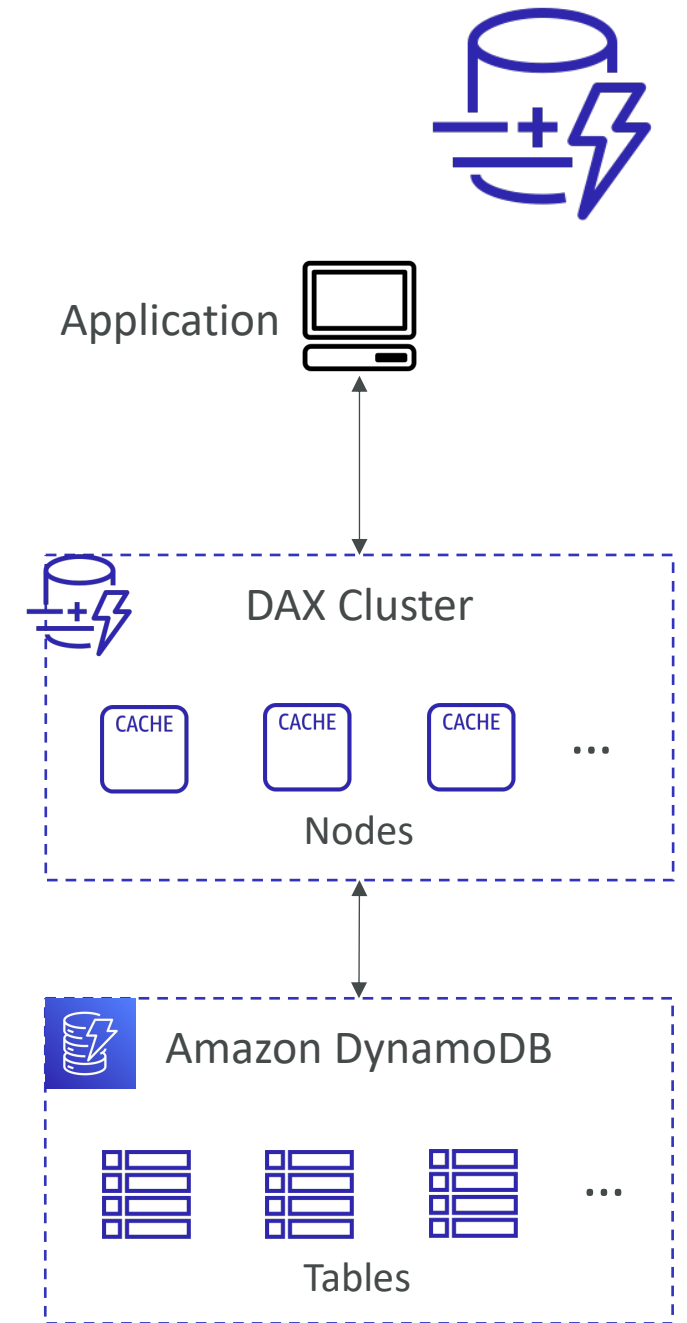 Application
DAX Cluster
CACHE CACHE CACHE ...
Nodes
Amazon DynamoDB
...
Tables